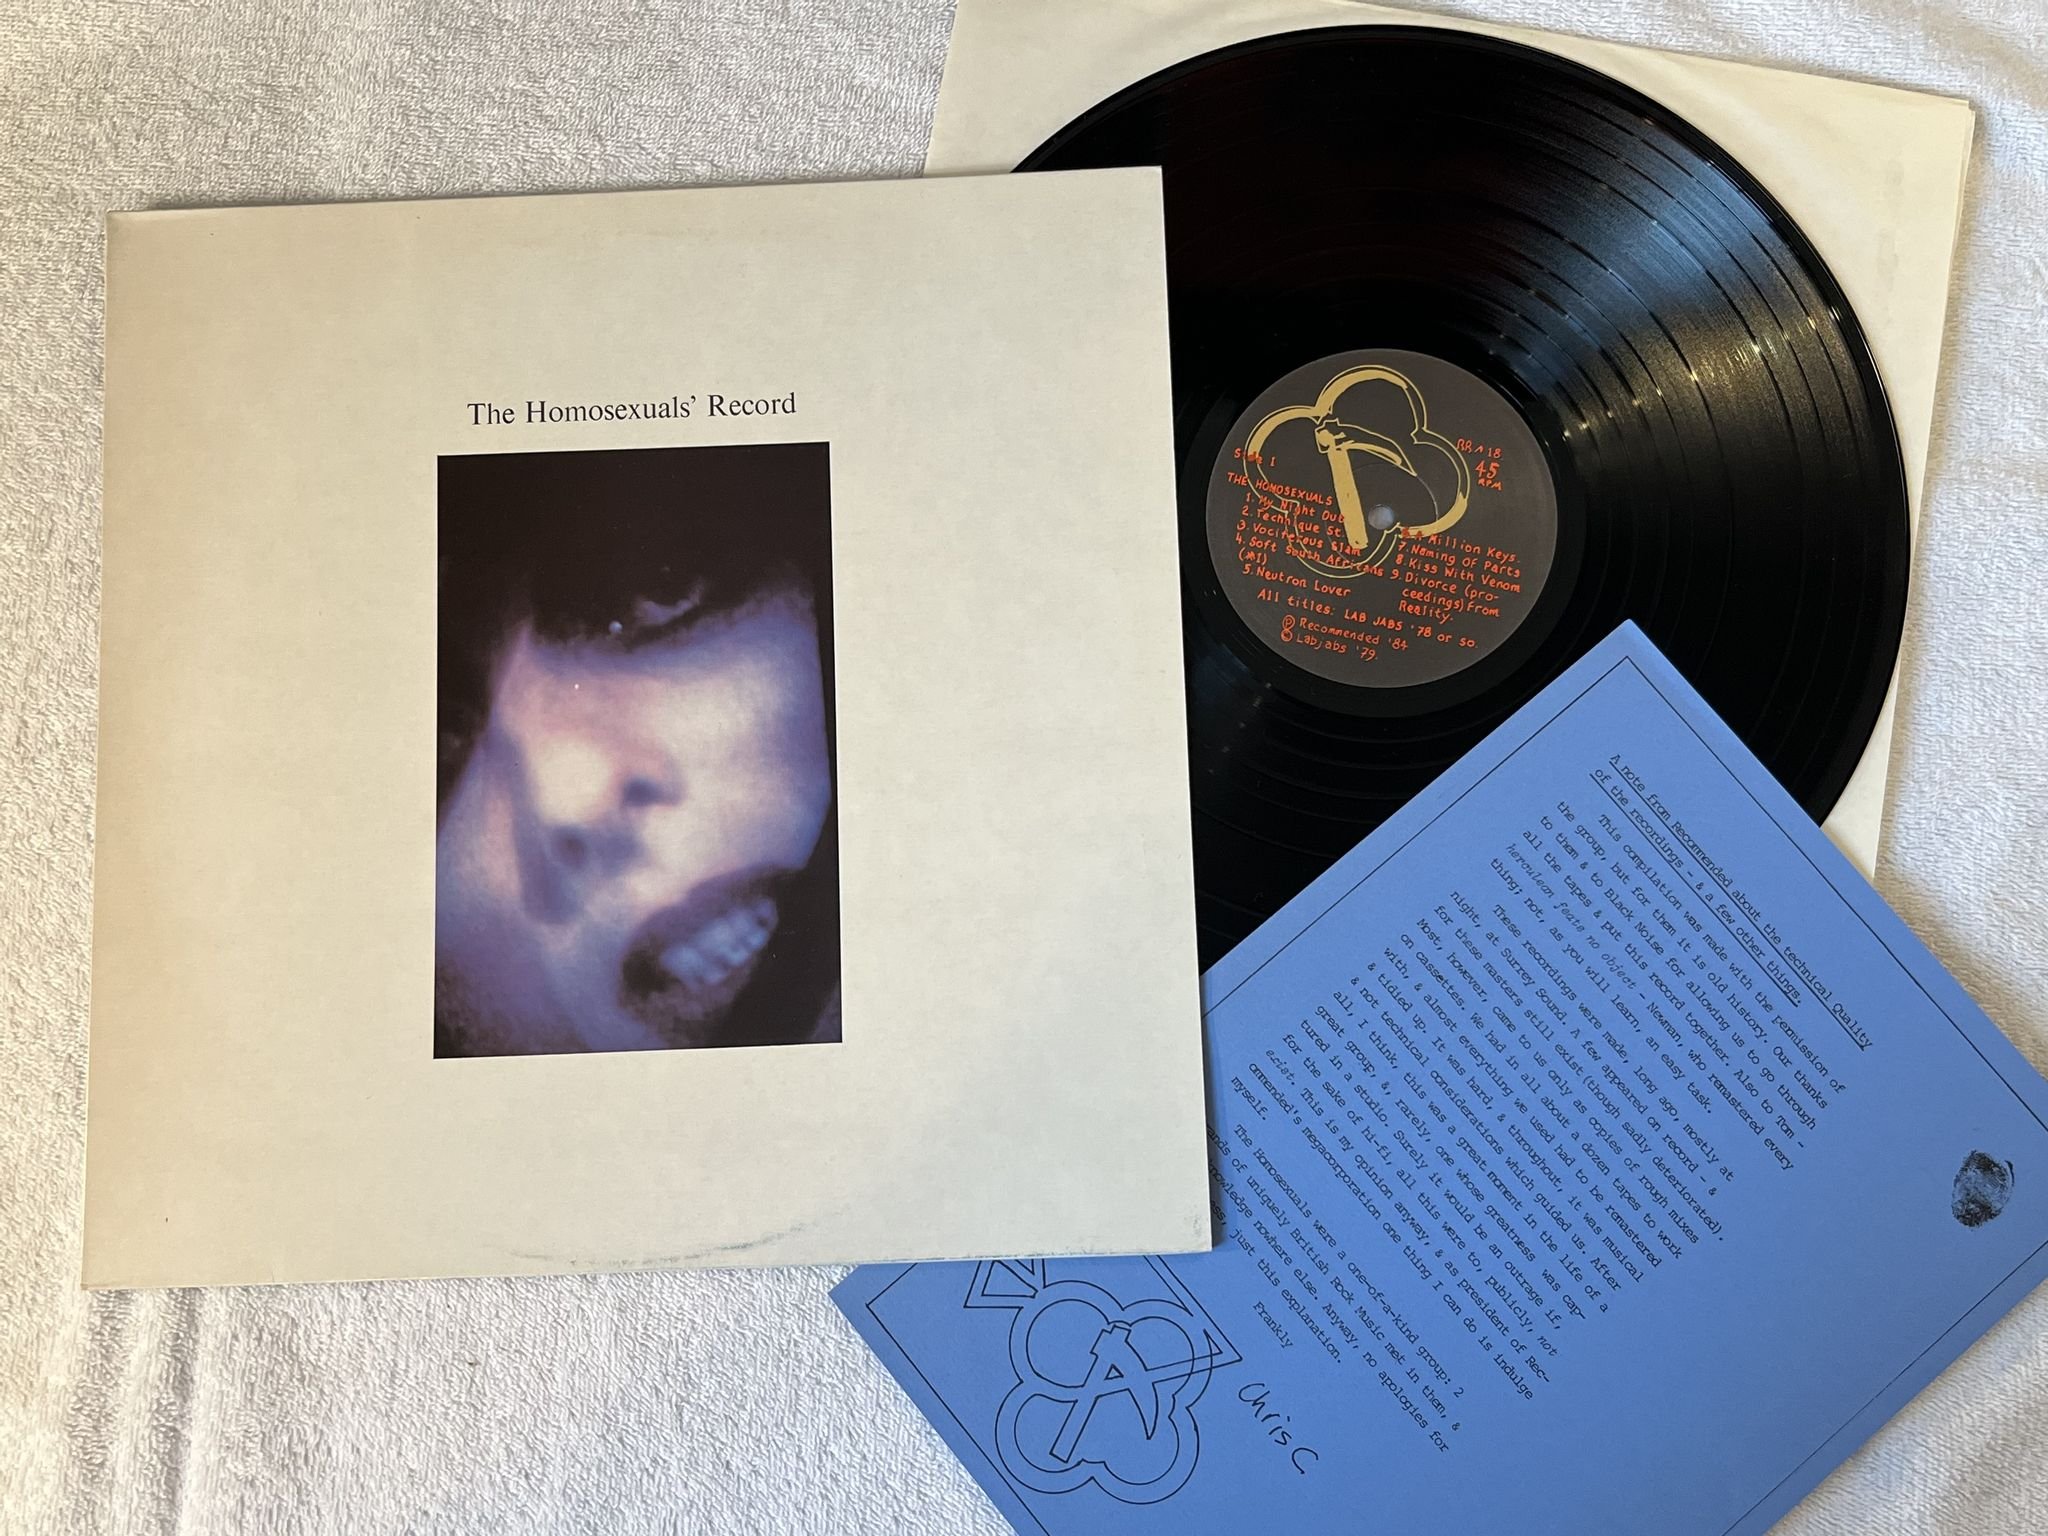 The Homosexuals' Record
Side I
RR A 18
45
RPM
THE HOMOSEXUALS
1. My Night Out
2. Technique St.
3. Vociferous Slam
4. Soft South Africans
(*1)
5. Neutron Lover
Million Keys.
7. Naming of Parts
8. Kiss With Venom
9. Divorce (pro-
ceedings) From
Reality.
All titles: LAB JABS '78 or so.
Ⓟ Recommended '84
© Labjabs '79.
A note from Recommended about the technical Quality
of the recordings - & a few other things.
This compilation was made with the permission of
the group, but for them it is old history. Our thanks
to them & to Black Noise for allowing us to go through
all the tapes & put this record together. Also to Tom -
herculean feats no object - Newman, who remastered every
thing; not, as you will learn, an easy task.
These recordings were made, long ago, mostly at
night, at Surrey Sound. A few appeared on record - &
for these masters still exist (though sadly deteriorated).
Most, however, came to us only as copies of rough mixes
on cassettes. We had in all about a dozen tapes to work
with, & almost everything we used had to be remastered
& tidied up. It was hard, & throughout, it was musical
& not technical considerations which guided us. After
all, I think, this was a great moment in the life of a
great group, &, rarely, one whose greatness was cap-
tured in a studio. Surely it would be an outrage if,
for the sake of hi-fi, all this were to, publicly, not
exist. This is my opinion anyway, & as president of Rec-
ommended's megacorporation one thing I can do is indulge
myself.
The Homosexuals were a one-of-a-kind group: 2
of uniquely British Rock Music met in them, &
knowledge nowhere else. Anyway, no apologies for
just this explanation.
Frankly
Chris C